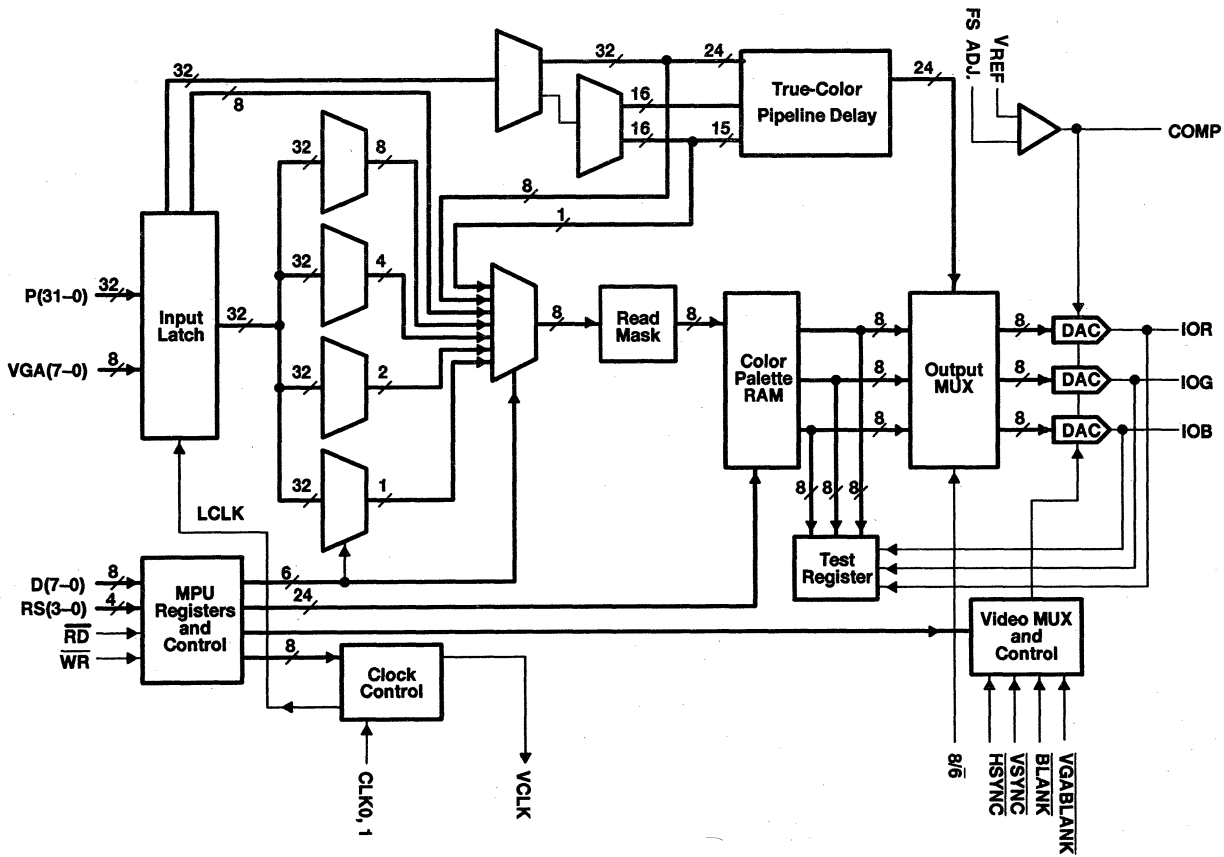 FS ADJ.
VREF
32
8
32
24
24
16
16
15
True-Color
Pipeline Delay
COMP
32
8
8
1
32
4
P(31–0)
32
VGA(7–0)
8
Input
Latch
32
32
2
32
1
8
Read
Mask
8
Color
Palette
RAM
8
8
8
Output
MUX
8
8
8
DAC
DAC
DAC
IOR
IOG
IOB
8
8
8
Test
Register
LCLK
D(7–0)
8
RS(3–0)
4
RD
WR
MPU
Registers
and
Control
6
24
8
Clock
Control
Video MUX
and
Control
CLK0, 1
VCLK
8/6
HSYNC
VSYNC
BLANK
VGABLANK